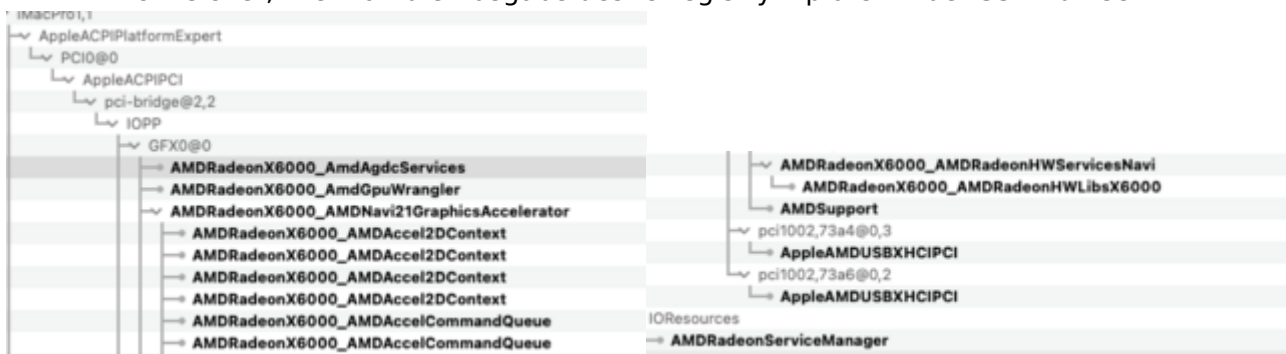 iMacPro1,1
AppleACPIPlatformExpert
PCI0@0
AppleACPIPCI
pci-bridge@2,2
IOPP
GFX0@0
AMDRadeonX6000_AmdAgdcServices
AMDRadeonX6000_AmdGpuWrangler
AMDRadeonX6000_AMDNavi21GraphicsAccelerator
AMDRadeonX6000_AMDAccel2DContext
AMDRadeonX6000_AMDAccel2DContext
AMDRadeonX6000_AMDAccel2DContext
AMDRadeonX6000_AMDAccel2DContext
AMDRadeonX6000_AMDAccelCommandQueue
AMDRadeonX6000_AMDAccelCommandQueue
AMDRadeonX6000_AMDRadeonHWServicesNavi
AMDRadeonX6000_AMDRadeonHWLibsX6000
AMDSupport
pci1002,73a4@0,3
AppleAMDUSBXHCIPCI
pci1002,73a6@0,2
AppleAMDUSBXHCIPCI
IOResources
AMDRadeonServiceManager